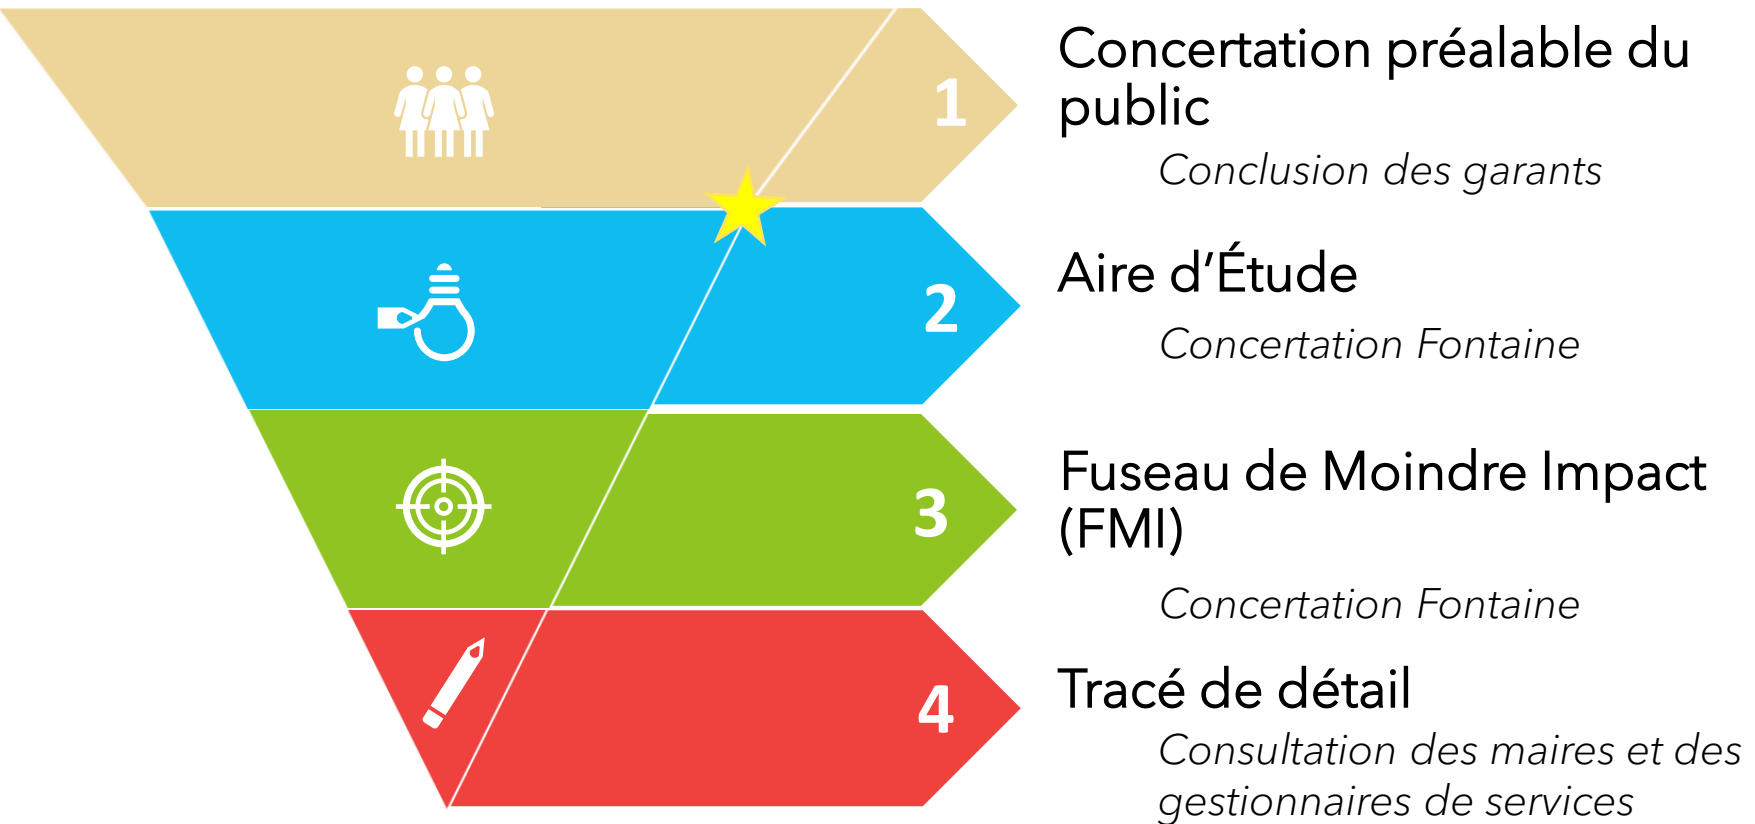 1
Concertation préalable du
public
Conclusion des garants
2
Aire d’Étude
Concertation Fontaine
3
Fuseau de Moindre Impact
(FMI)
Concertation Fontaine
4
Tracé de détail
Consultation des maires et des
gestionnaires de services